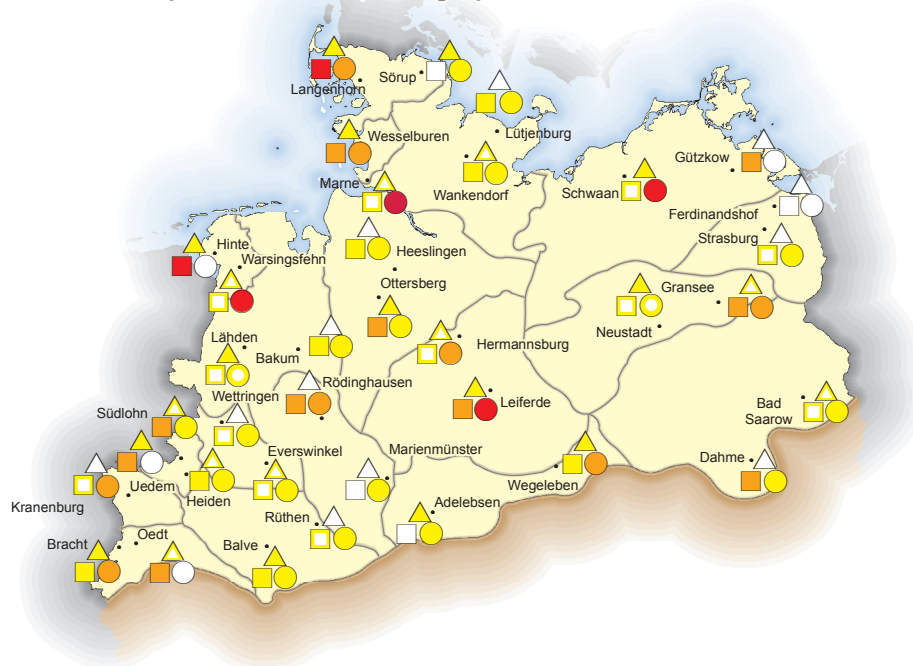 Langenhorn
Sörup
Lütjenburg
Wesselburen
Wankendorf
Marne
Gützkow
Schwaan
Ferdinandshof
Strasburg
Hinte
Warsingsfehn
Heeslingen
Ottersberg
Gransee
Neustadt
Hermannsburg
Lähden
Bakum
Rödinghausen
Wettringen
Leiferde
Südlohn
Bad
Saarow
Everswinkel
Marienmünster
Dahme
Wegeleben
Uedem
Heiden
Kranenburg
Adelebsen
Rüthen
Oedt
Bracht
Balve